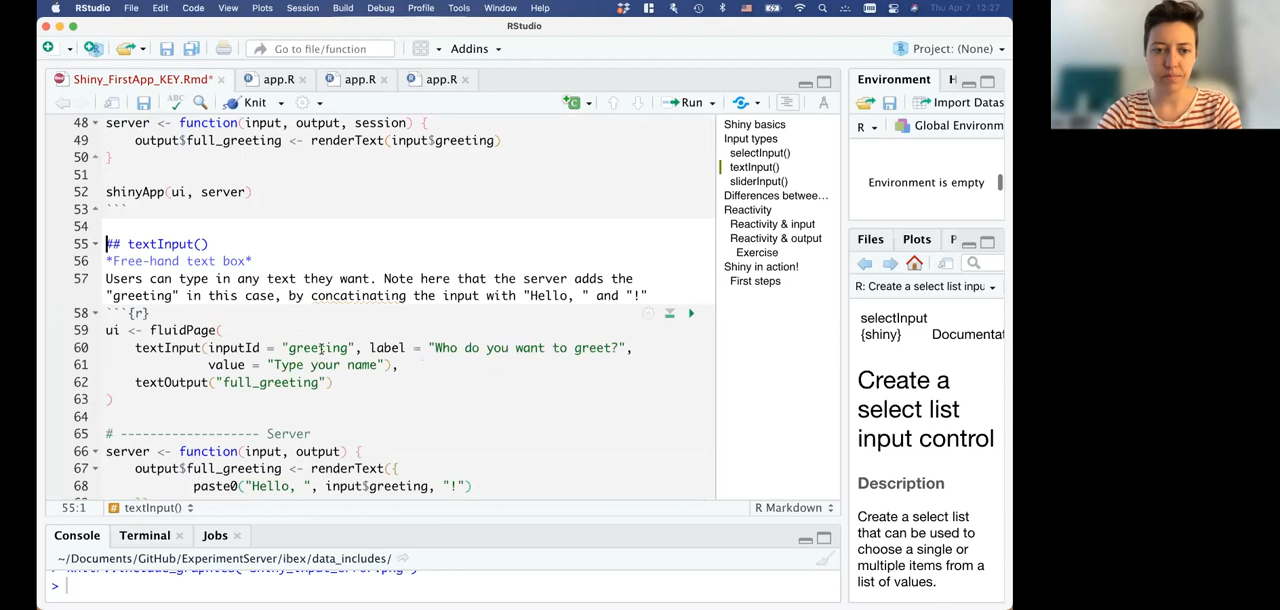 RStudio File Edit Code View Plots Session Build Debug Profile Tools Window Help Thu Apr 7 12:27
RStudio
Go to file/function Addins Project: (None)
Shiny_FirstApp_KEY.Rmd* app.R app.R app.R
ABC Knit Run
48 server <- function(input, output, session) {
49 output$full_greeting <- renderText(input$greeting)
50 }
51
52 shinyApp(ui, server)
53 ```
54
55 ## textInput()
56 *Free-hand text box*
57 Users can type in any text they want. Note here that the server adds the
"greeting" in this case, by concatinating the input with "Hello, " and "!"
58 ```{r}
59 ui <- fluidPage(
60 textInput(inputId = "greeting", label = "Who do you want to greet?",
61 value = "Type your name"),
62 textOutput("full_greeting")
63 )
64
65 # ------------------- Server
66 server <- function(input, output) {
67 output$full_greeting <- renderText({
68 paste0("Hello, ", input$greeting, "!")
55:1 # textInput() R Markdown
Shiny basics
Input types
selectInput()
textInput()
sliderInput()
Differences betwee...
Reactivity
Reactivity & input
Reactivity & output
Exercise
Shiny in action!
First steps
Console Terminal Jobs
~/Documents/GitHub/ExperimentServer/ibex/data_includes/
>
Environment H
Import Datas
R Global Environm
Environment is empty
Files Plots P
R: Create a select list inpu
selectInput
{shiny} Documentat
Create a
select list
input control
Description
Create a select list
that can be used to
choose a single or
multiple items from a
list of values.